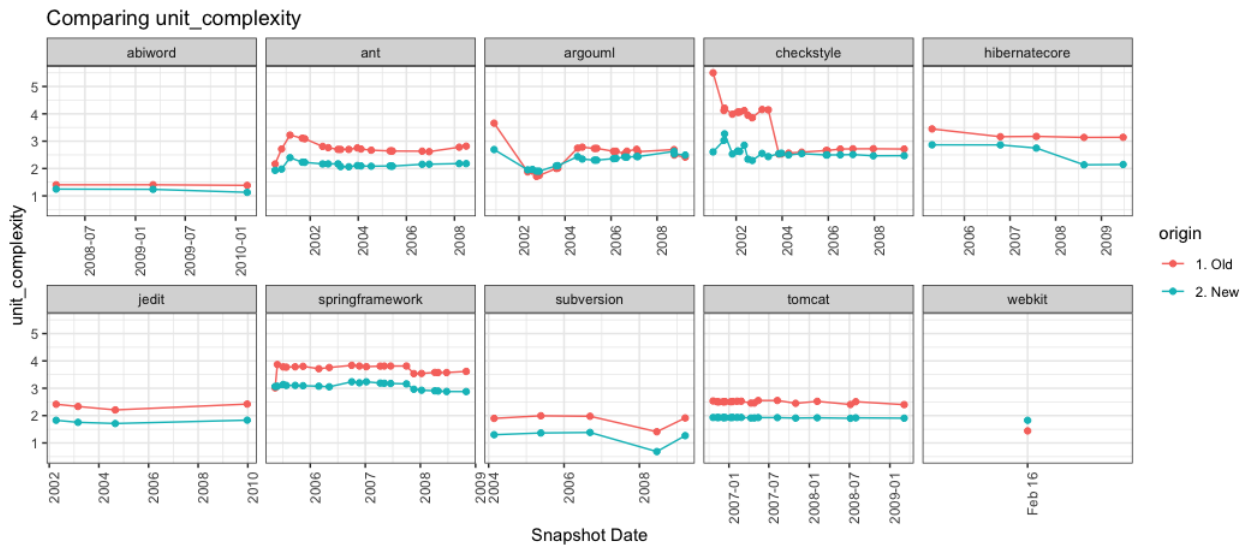 Comparing unit_complexity
abiword ant argouml checkstyle hibernatecore
5
4
3
2
1
2008-07 2009-01 2009-07 2010-01 2002 2004 2006 2008 2002 2004 2006 2008 2002 2004 2006 2008 2006 2007 2008 2009
unit_complexity
origin
1. Old
2. New
jedit springframework subversion tomcat webkit
5
4
3
2
1
2002 2004 2006 2008 2010 2006 2007 2008 2009 2004 2006 2008 2007-01 2007-07 2008-01 2008-07 2009-01 Feb 16
Snapshot Date